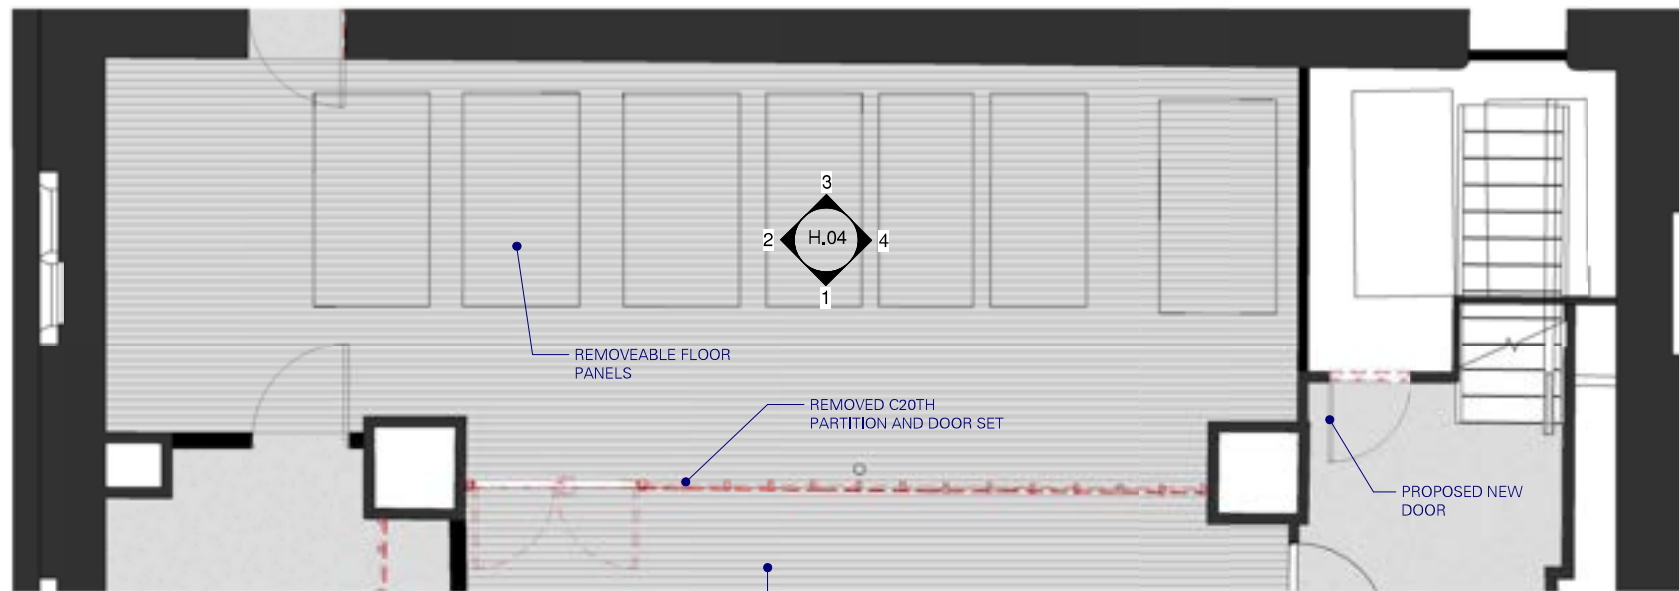 3
2
H.04
4
1
REMOVEABLE FLOOR
PANELS
REMOVED C20TH
PARTITION AND DOOR SET
PROPOSED NEW
DOOR